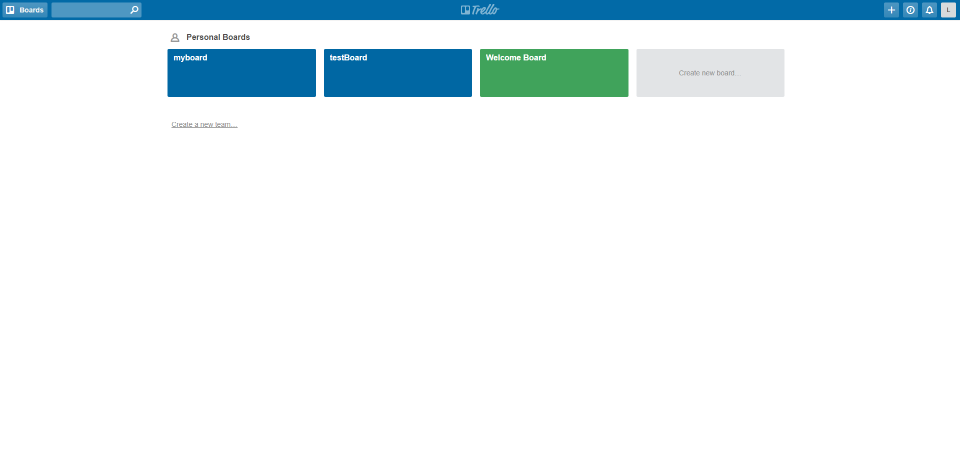 Boards
Trello
L
Personal Boards
myboard
testBoard
Welcome Board
Create new board...
Create a new team...